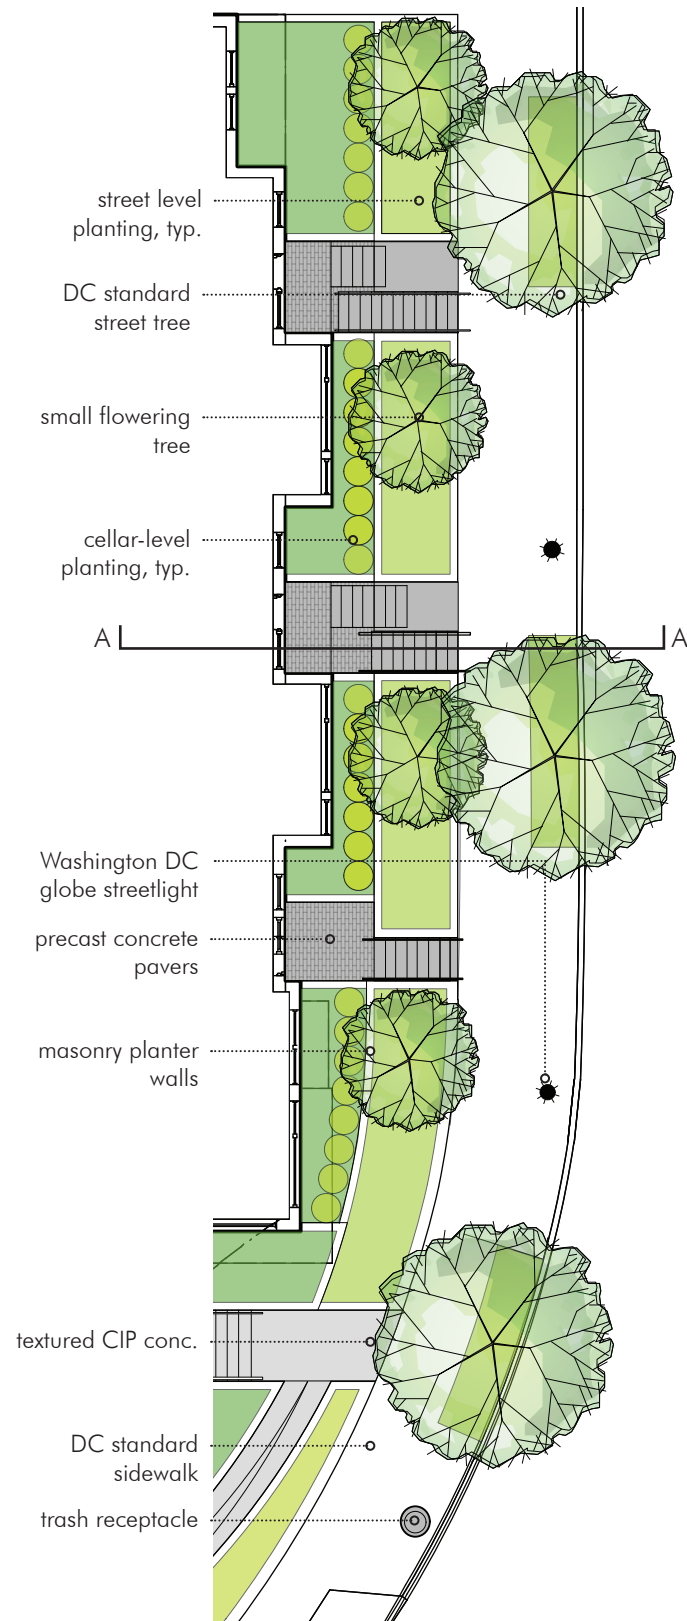 street level
planting, typ.
DC standard
street tree
small flowering
tree
cellar-level
planting, typ.
A
A
Washington DC
globe streetlight
precast concrete
pavers
masonry planter
walls
textured CIP conc.
DC standard
sidewalk
trash receptacle